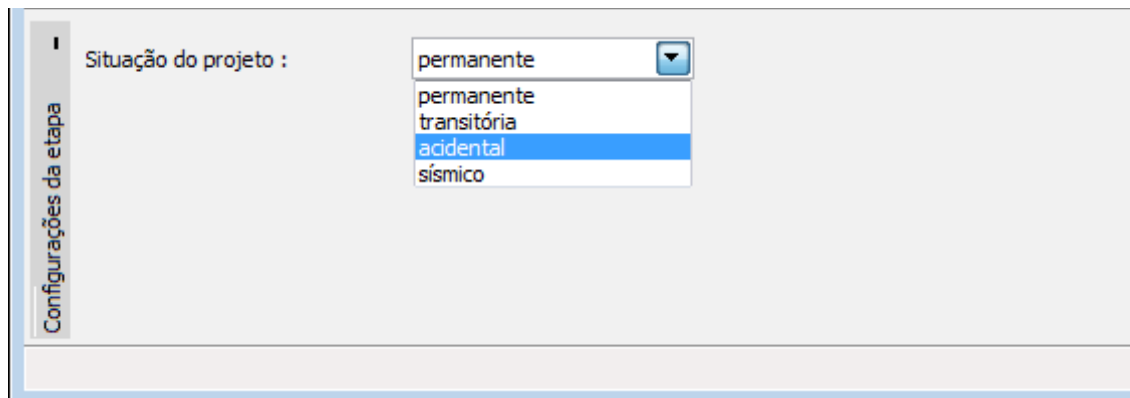 Configurações da etapa
Situação do projeto :
permanente
permanente
transitória
acidental
sísmico